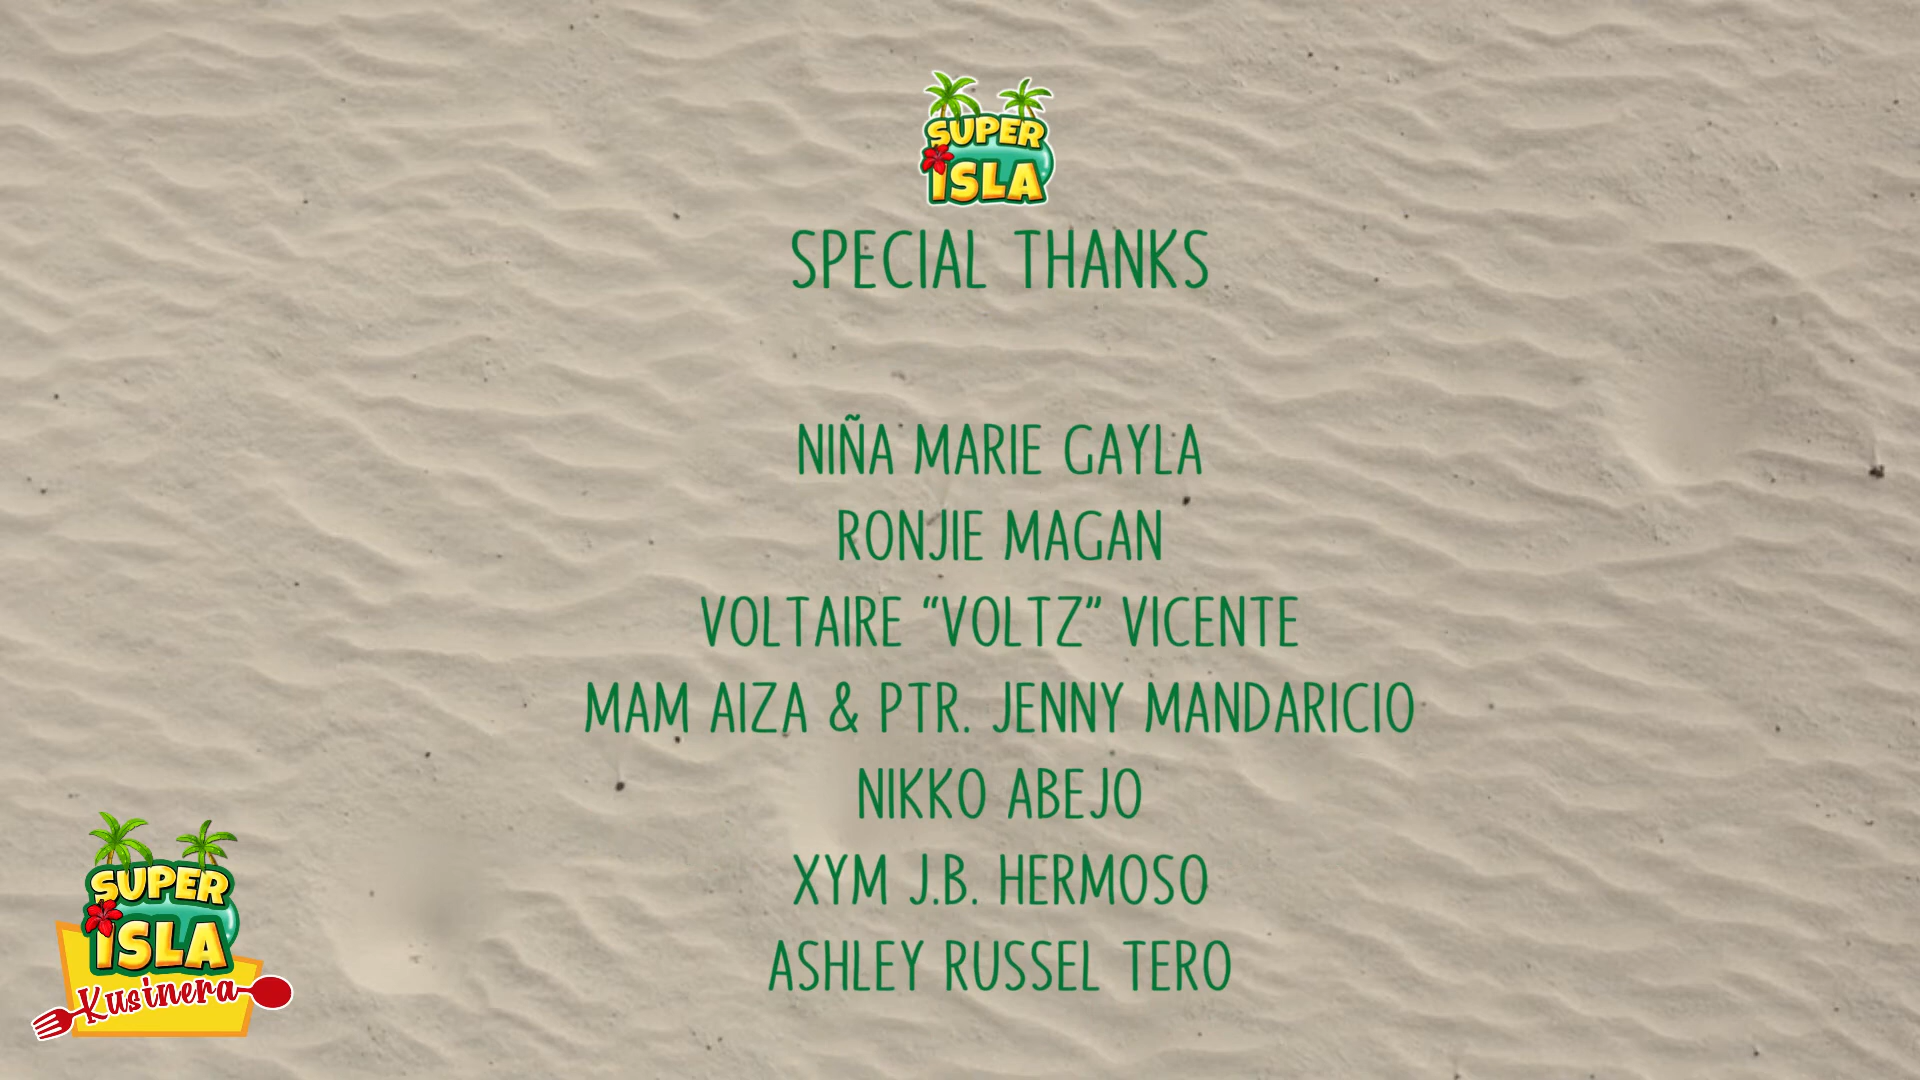 SUPER
ISLA
SPECIAL THANKS
NIÑA MARIE GAYLA
RONJIE MAGAN
VOLTAIRE “VOLTZ” VICENTE
MAM AIZA & PTR. JENNY MANDARICIO
NIKKO ABEJO
XYM J.B. HERMOSO
ASHLEY RUSSEL TERO
SUPER
ISLA
Kusinera